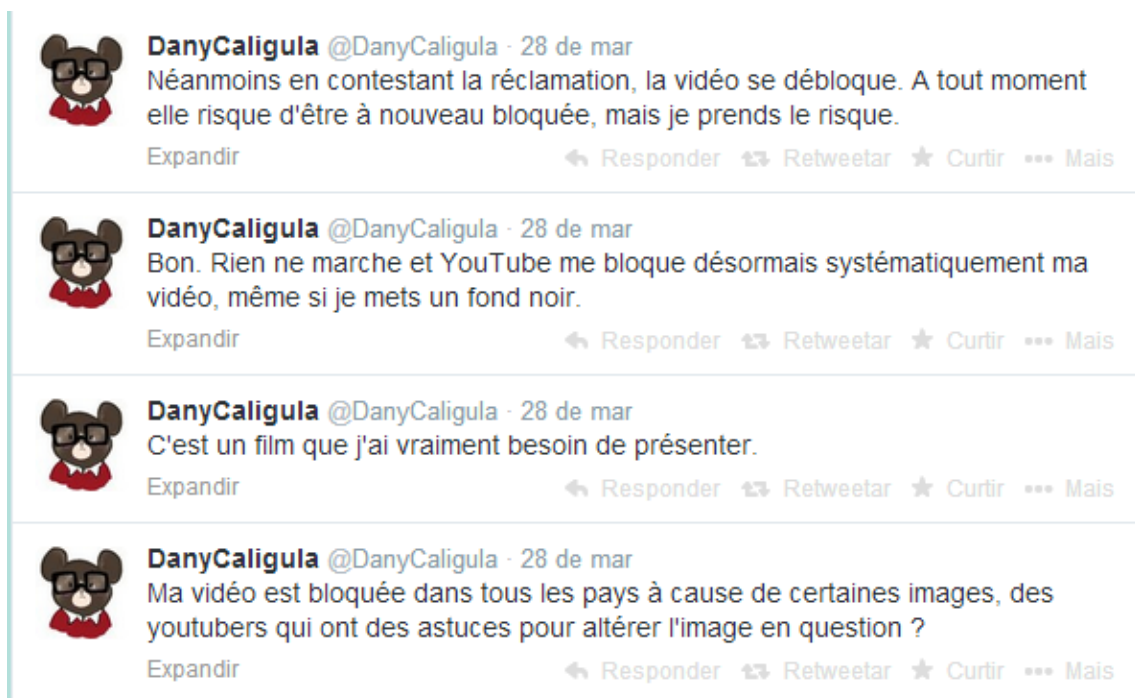 DanyCaligula @DanyCaligula · 28 de mar
Néanmoins en contestant la réclamation, la vidéo se débloque. A tout moment
elle risque d'être à nouveau bloquée, mais je prends le risque.
Expandir Responder Retweetar Curtir Mais
DanyCaligula @DanyCaligula · 28 de mar
Bon. Rien ne marche et YouTube me bloque désormais systématiquement ma
vidéo, même si je mets un fond noir.
Expandir Responder Retweetar Curtir Mais
DanyCaligula @DanyCaligula · 28 de mar
C'est un film que j'ai vraiment besoin de présenter.
Expandir Responder Retweetar Curtir Mais
DanyCaligula @DanyCaligula · 28 de mar
Ma vidéo est bloquée dans tous les pays à cause de certaines images, des
youtubers qui ont des astuces pour altérer l'image en question ?
Expandir Responder Retweetar Curtir Mais